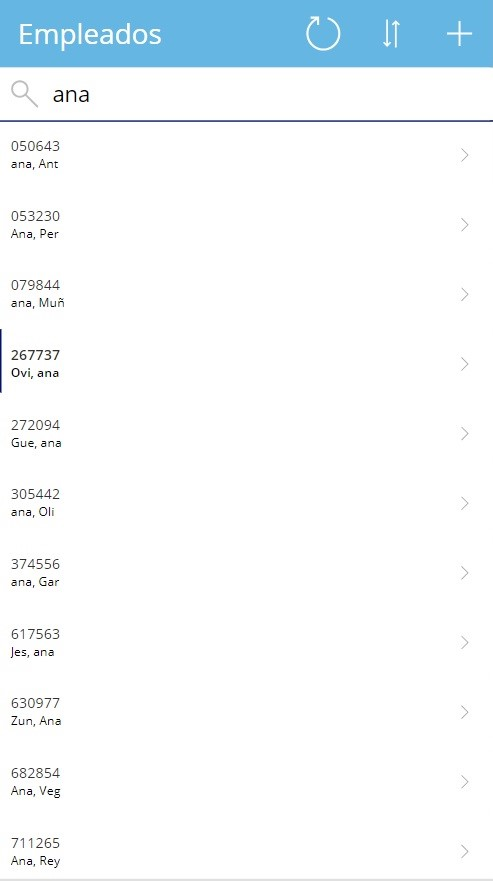 Empleados
ana
050643
ana, Ant
053230
Ana, Per
079844
ana, Muñ
267737
Ovi, ana
272094
Gue, ana
305442
ana, Oli
374556
ana, Gar
617563
Jes, ana
630977
Zun, Ana
682854
Ana, Veg
711265
Ana, Rey